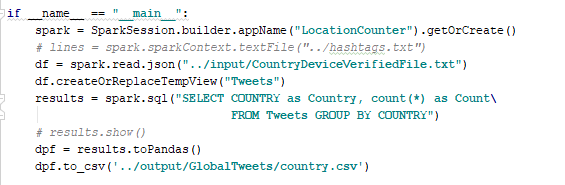 if __name__ == "__main__":
    spark = SparkSession.builder.appName("LocationCounter").getOrCreate()
    # lines = spark.sparkContext.textFile("../hashtags.txt")
    df = spark.read.json("../input/CountryDeviceVerifiedFile.txt")
    df.createOrReplaceTempView("Tweets")
    results = spark.sql("SELECT COUNTRY as Country, count(*) as Count\
                            FROM Tweets GROUP BY COUNTRY")
    # results.show()
    dpf = results.toPandas()
    dpf.to_csv('../output/GlobalTweets/country.csv')